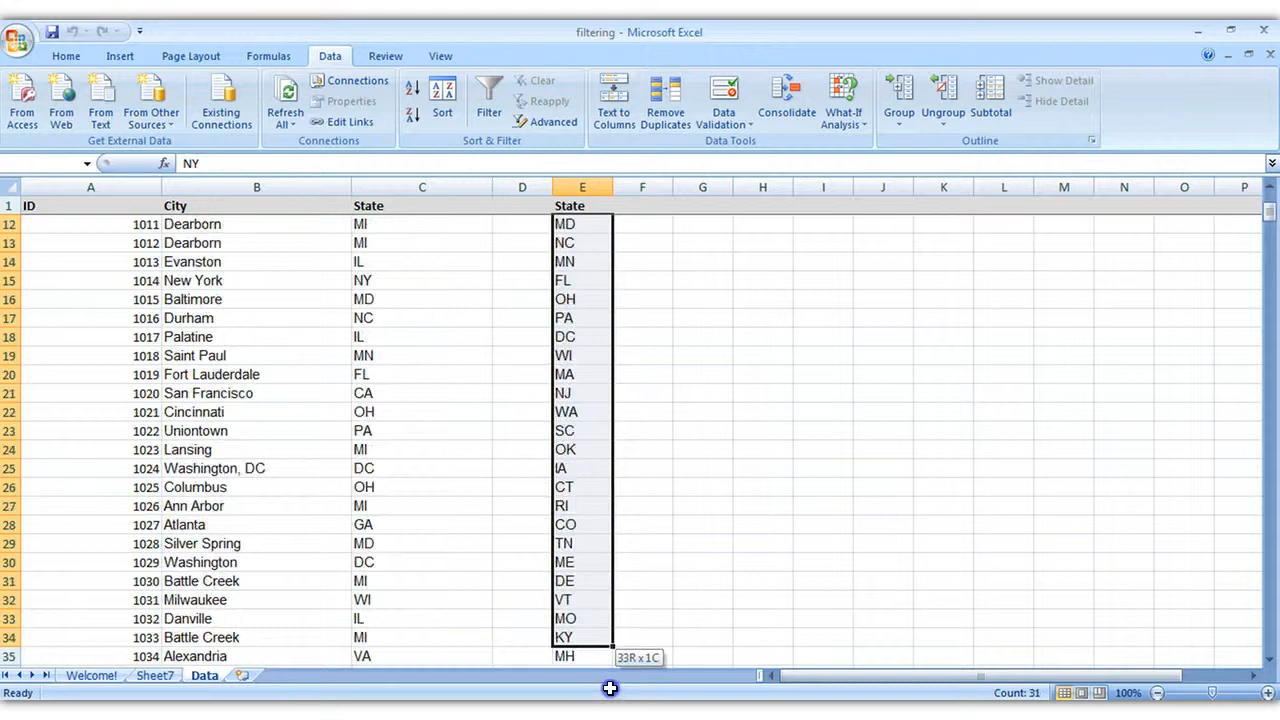 filtering - Microsoft Excel
Home Insert Page Layout Formulas Data Review View
From Access
From Web
From Text
From Other Sources
Existing Connections
Get External Data
Refresh All
Connections
Properties
Edit Links
Connections
Sort
Filter
Clear
Reapply
Advanced
Sort & Filter
Text to Columns
Remove Duplicates
Data Validation
Consolidate
What-If Analysis
Data Tools
Group
Ungroup
Subtotal
Show Detail
Hide Detail
Outline
fx NY
A B C D E F G H I J K L M N O P
1 ID City State State
12 1011 Dearborn MI MD
13 1012 Dearborn MI NC
14 1013 Evanston IL MN
15 1014 New York NY FL
16 1015 Baltimore MD OH
17 1016 Durham NC PA
18 1017 Palatine IL DC
19 1018 Saint Paul MN WI
20 1019 Fort Lauderdale FL MA
21 1020 San Francisco CA NJ
22 1021 Cincinnati OH WA
23 1022 Uniontown PA SC
24 1023 Lansing MI OK
25 1024 Washington, DC DC IA
26 1025 Columbus OH CT
27 1026 Ann Arbor MI RI
28 1027 Atlanta GA CO
29 1028 Silver Spring MD TN
30 1029 Washington DC ME
31 1030 Battle Creek MI DE
32 1031 Milwaukee WI VT
33 1032 Danville IL MO
34 1033 Battle Creek MI KY
35 1034 Alexandria VA MH
33R x 1C
Welcome! Sheet7 Data
Ready Count: 31 100%